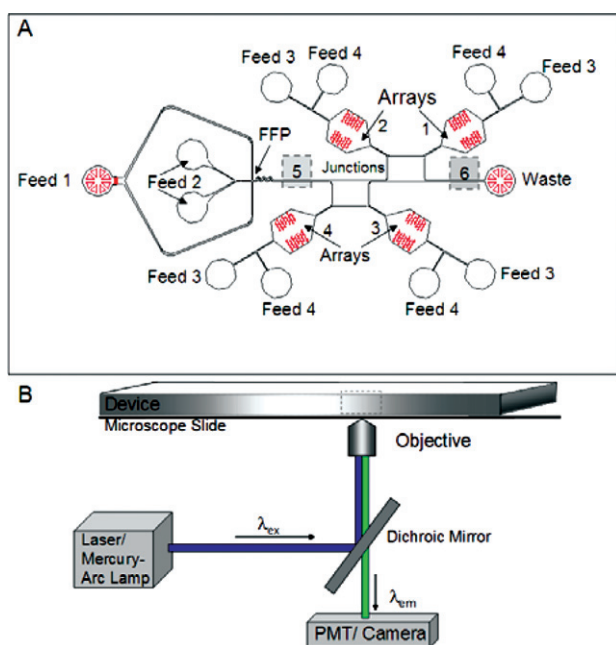 A
Feed 3
Feed 4
Feed 4
Feed 3
Arrays
2
1
FFP
Junctions
Feed 1
Feed 2
5
6
Waste
4
3
Arrays
Feed 3
Feed 4
Feed 4
Feed 3
B
Device
Microscope Slide
Objective
λex
Laser/
Mercury-
Arc Lamp
Dichroic Mirror
λem
PMT/ Camera